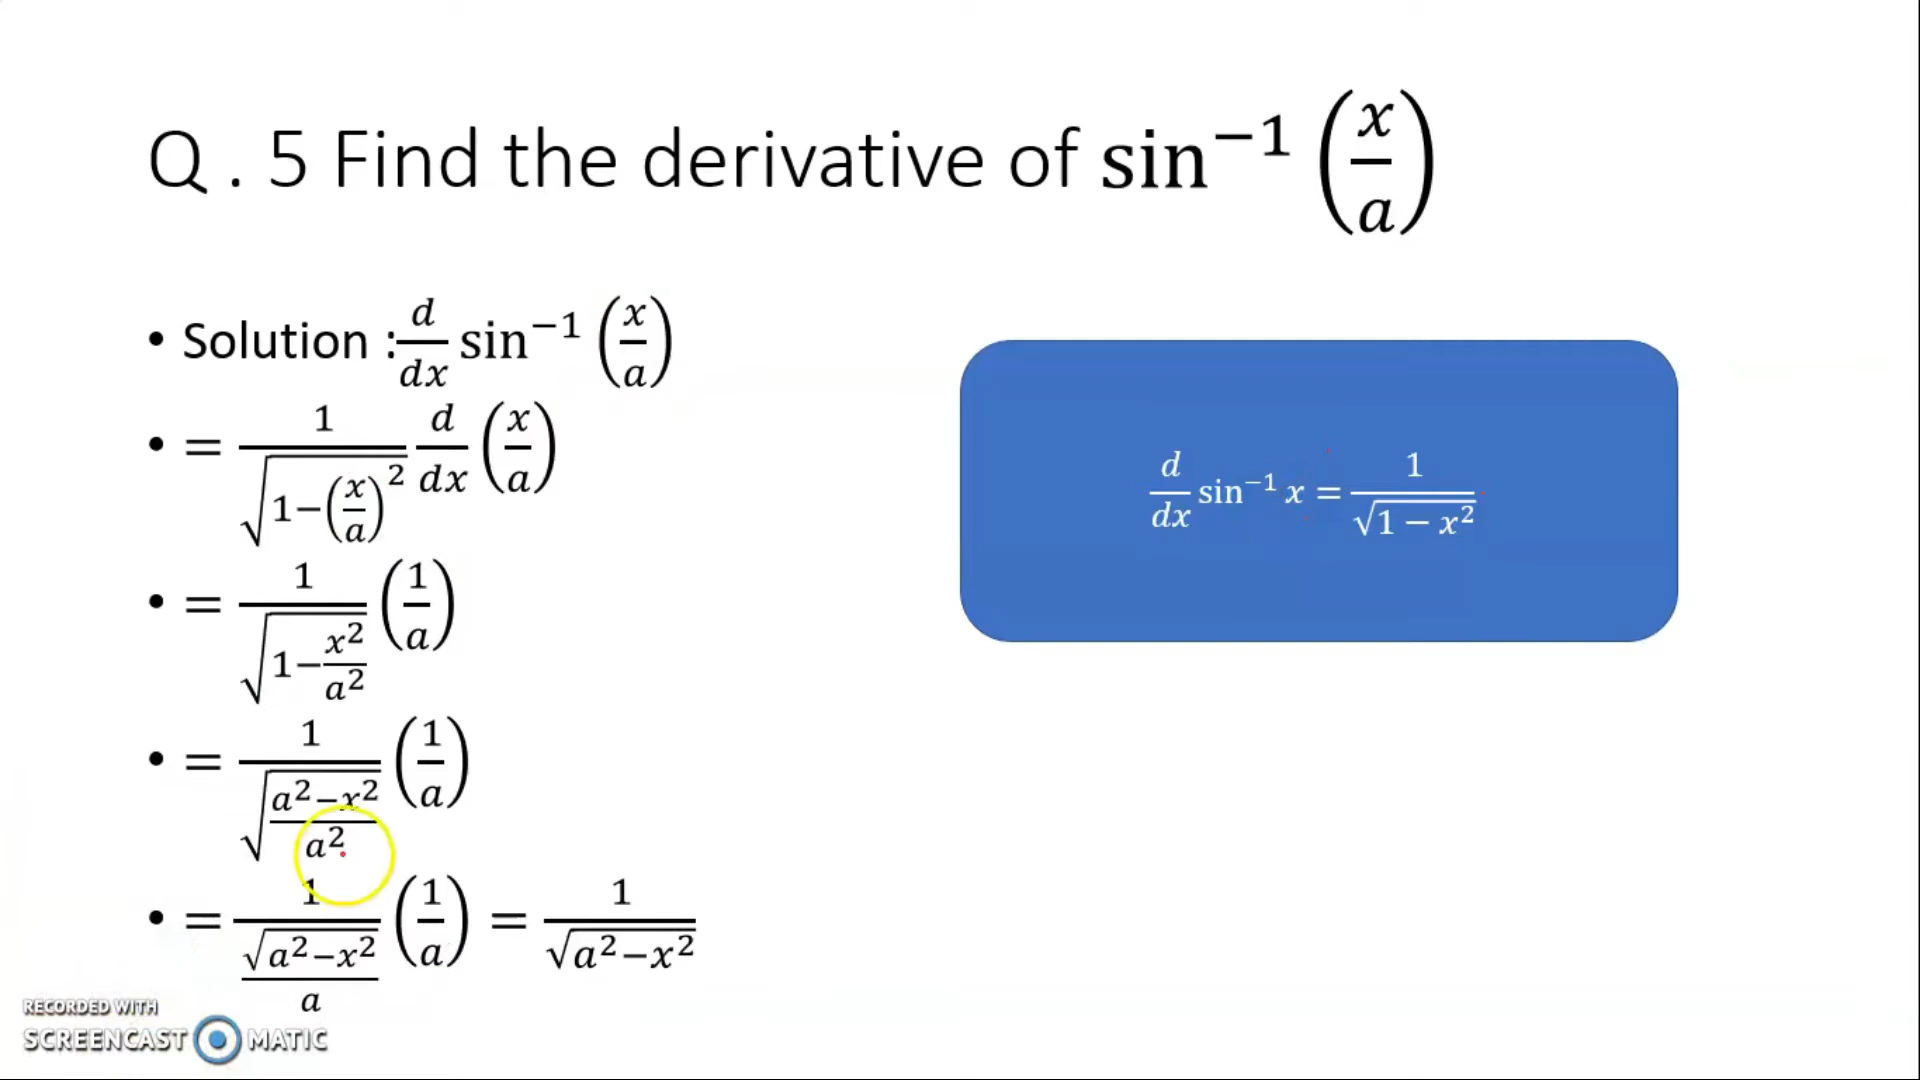 Q . 5 Find the derivative of sin⁻¹ (x/a)
• Solution : d/dx sin⁻¹ (x/a)
• = 1/√(1−(x/a)²) d/dx (x/a)
• = 1/√(1−x²/a²) (1/a)
• = 1/√((a²−x²)/a²) (1/a)
• = 1/(√(a²−x²)/a) (1/a) = 1/√(a²−x²)
d/dx sin⁻¹ x = 1/√(1 − x²)
RECORDED WITH
SCREENCAST MATIC